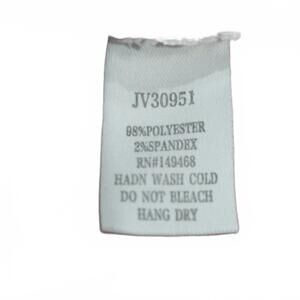 JV30951
98%POLYESTER
2%SPANDEX
RN#149468
HADN WASH COLD
DO NOT BLEACH
HANG DRY